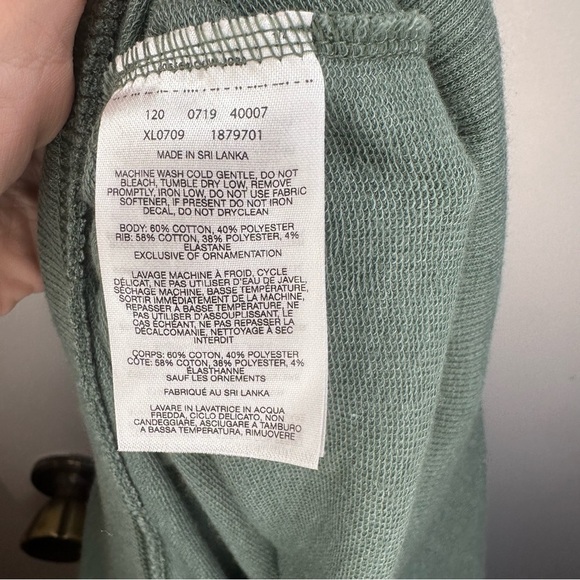 120 0719 40007
XL0709 1879701
MADE IN SRI LANKA
MACHINE WASH COLD GENTLE, DO NOT
BLEACH, TUMBLE DRY LOW, REMOVE
PROMPTLY, IRON LOW, DO NOT USE FABRIC
SOFTENER, IF PRESENT DO NOT IRON
DECAL, DO NOT DRYCLEAN
BODY: 60% COTTON, 40% POLYESTER
RIB: 58% COTTON, 38% POLYESTER, 4%
ELASTANE
EXCLUSIVE OF ORNAMENTATION
LAVAGE MACHINE À FROID, CYCLE
DÉLICAT, NE PAS UTILISER D'EAU DE JAVEL,
SÉCHAGE MACHINE, BASSE TEMPÉRATURE,
SORTIR IMMÉDIATEMENT DE LA MACHINE,
REPASSER À BASSE TEMPÉRATURE, NE
PAS UTILISER D'ASSOUPLISSANT, LE
CAS ÉCHÉANT, NE PAS REPASSER LA
DÉCALCOMANIE, NETTOYAGE A SEC
INTERDIT
CORPS: 60% COTON, 40% POLYESTER
CÔTE: 58% COTON, 38% POLYESTER, 4%
ÉLASTHANNE
SAUF LES ORNEMENTS
FABRIQUÉ AU SRI LANKA
LAVARE IN LAVATRICE IN ACQUA
FREDDA, CICLO DELICATO, NON
CANDEGGIARE, ASCIUGARE A TAMBURO
A BASSA TEMPERATURA, RIMUOVERE